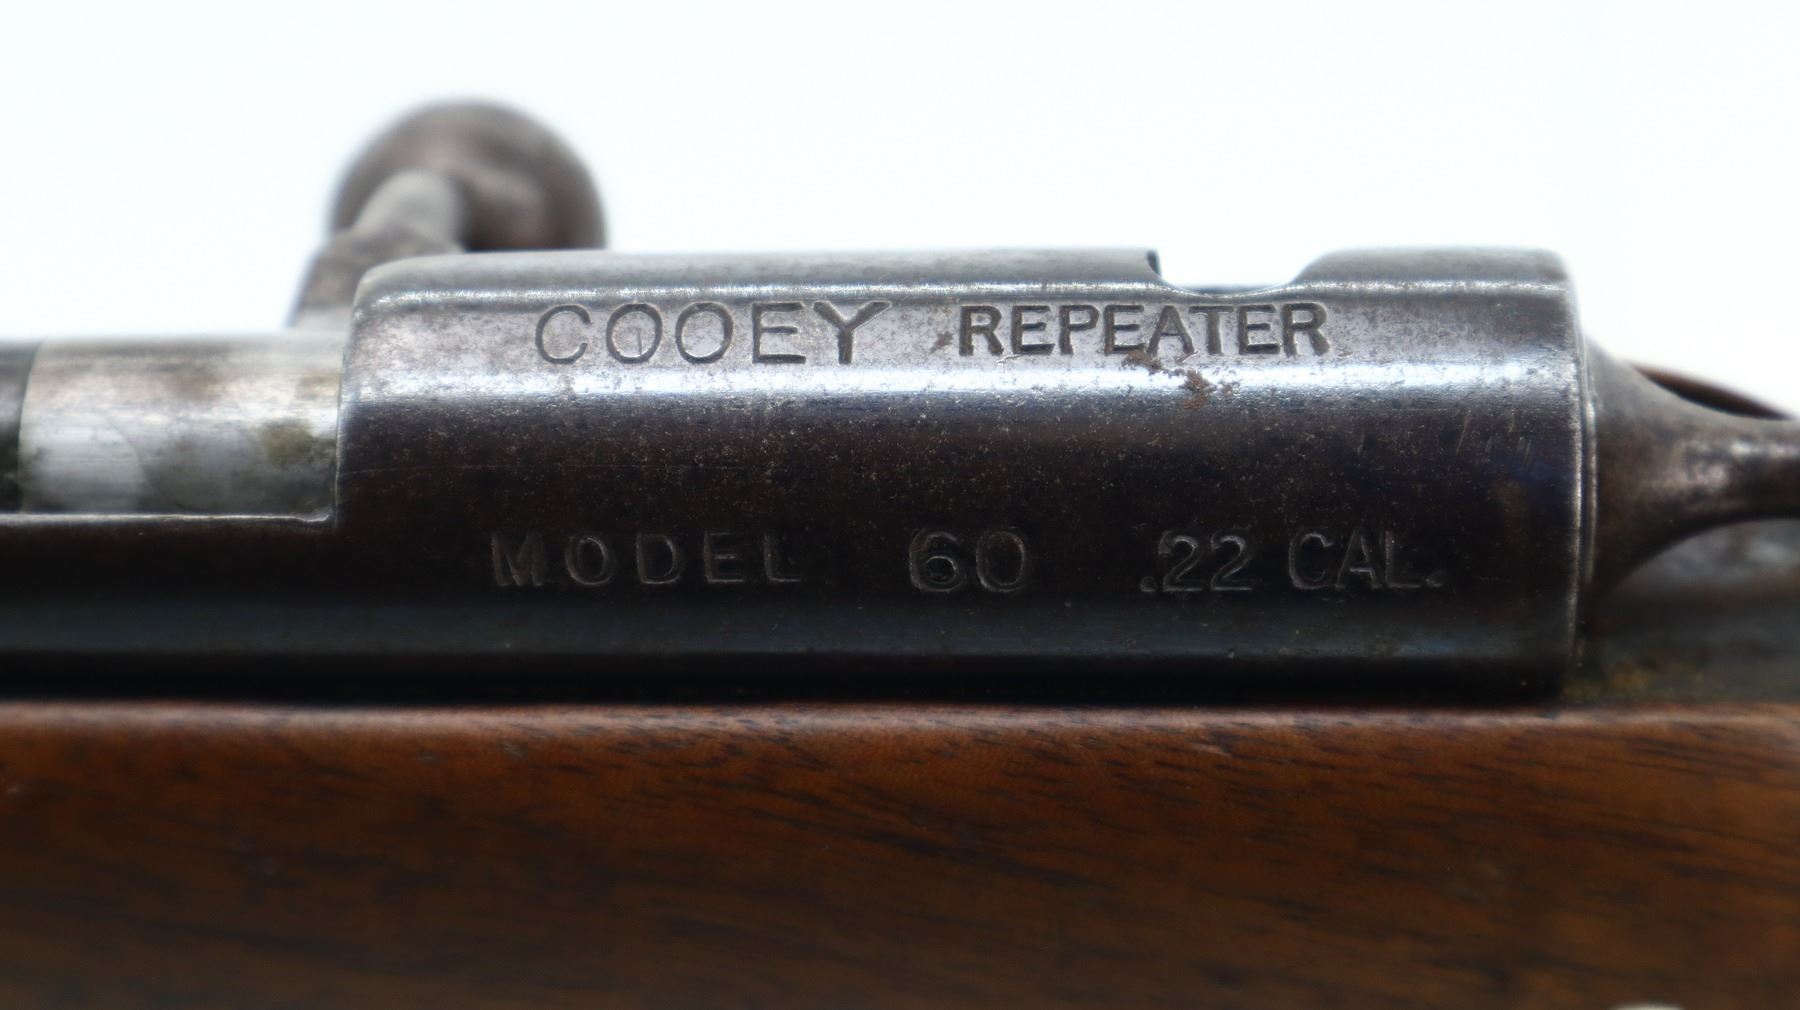 COOEY REPEATER
MODEL 60 .22 CAL.